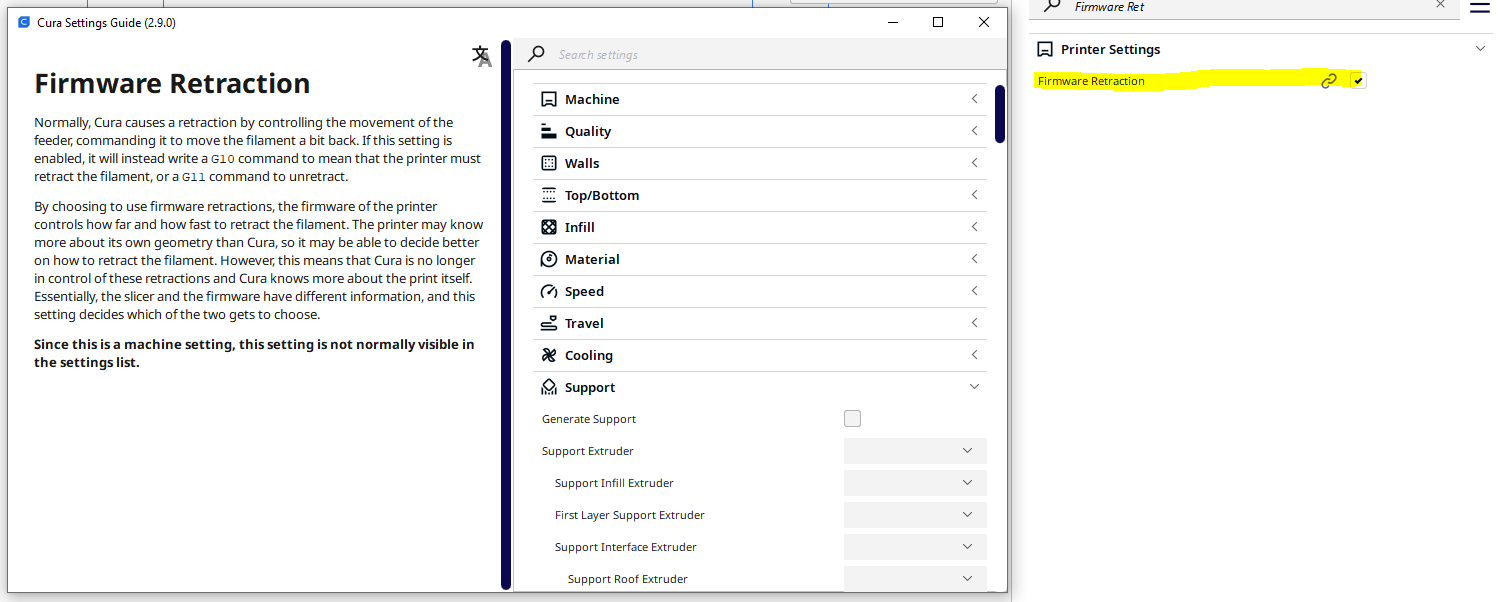 Cura Settings Guide (2.9.0)
Firmware Retraction
Normally, Cura causes a retraction by controlling the movement of the
feeder, commanding it to move the filament a bit back. If this setting is
enabled, it will instead write a G10 command to mean that the printer must
retract the filament, or a G11 command to unretract.
By choosing to use firmware retractions, the firmware of the printer
controls how far and how fast to retract the filament. The printer may know
more about its own geometry than Cura, so it may be able to decide better
on how to retract the filament. However, this means that Cura is no longer
in control of these retractions and Cura knows more about the print itself.
Essentially, the slicer and the firmware have different information, and this
setting decides which of the two gets to choose.
Since this is a machine setting, this setting is not normally visible in
the settings list.
Search settings
Machine
Quality
Walls
Top/Bottom
Infill
Material
Speed
Travel
Cooling
Support
Generate Support
Support Extruder
Support Infill Extruder
First Layer Support Extruder
Support Interface Extruder
Support Roof Extruder
Firmware Ret
Printer Settings
Firmware Retraction